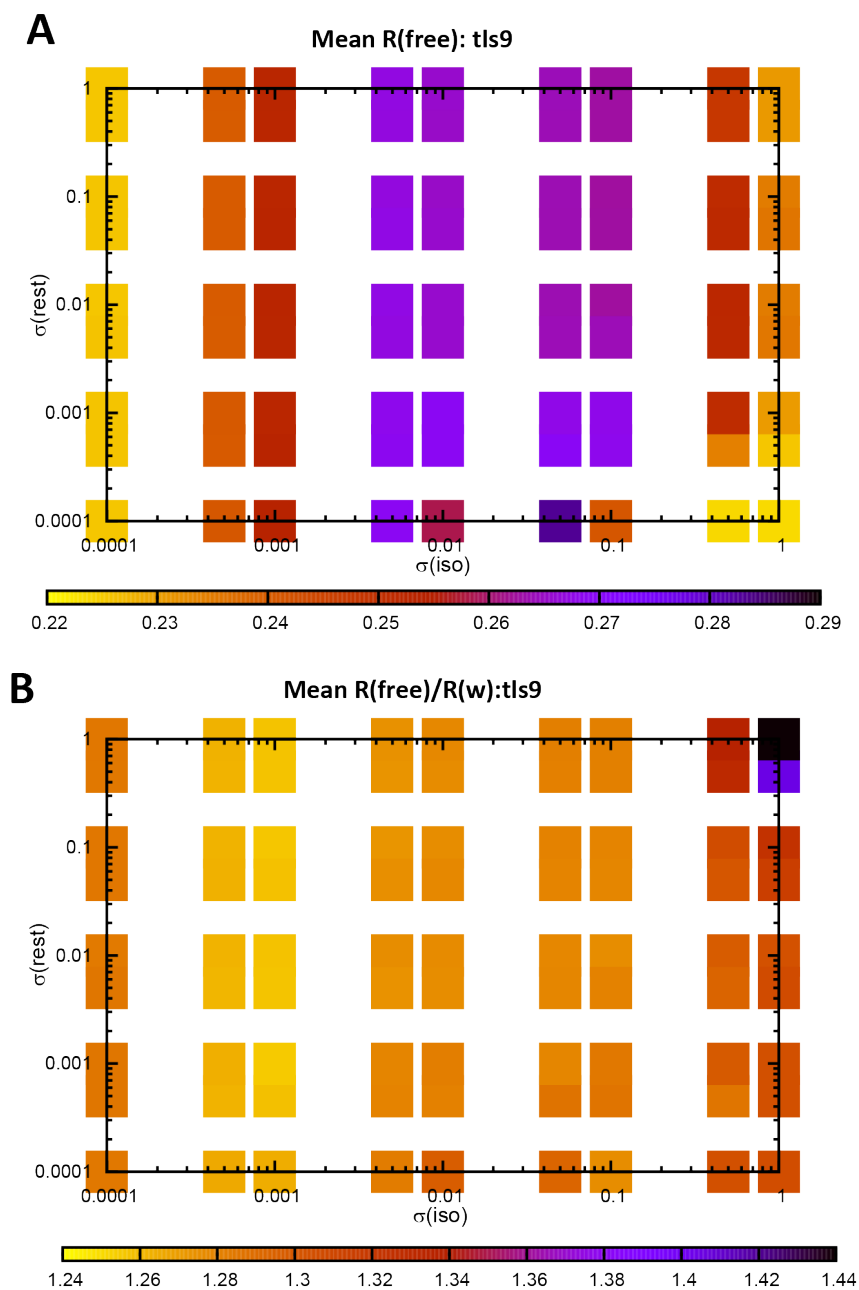 A
Mean R(free): tls9
1
0.1
0.01
0.001
0.0001
σ(rest)
0.0001 0.001 0.01 0.1 1
σ(iso)
0.22 0.23 0.24 0.25 0.26 0.27 0.28 0.29
B
Mean R(free)/R(w):tls9
1
0.1
0.01
0.001
0.0001
σ(rest)
0.0001 0.001 0.01 0.1 1
σ(iso)
1.24 1.26 1.28 1.3 1.32 1.34 1.36 1.38 1.4 1.42 1.44